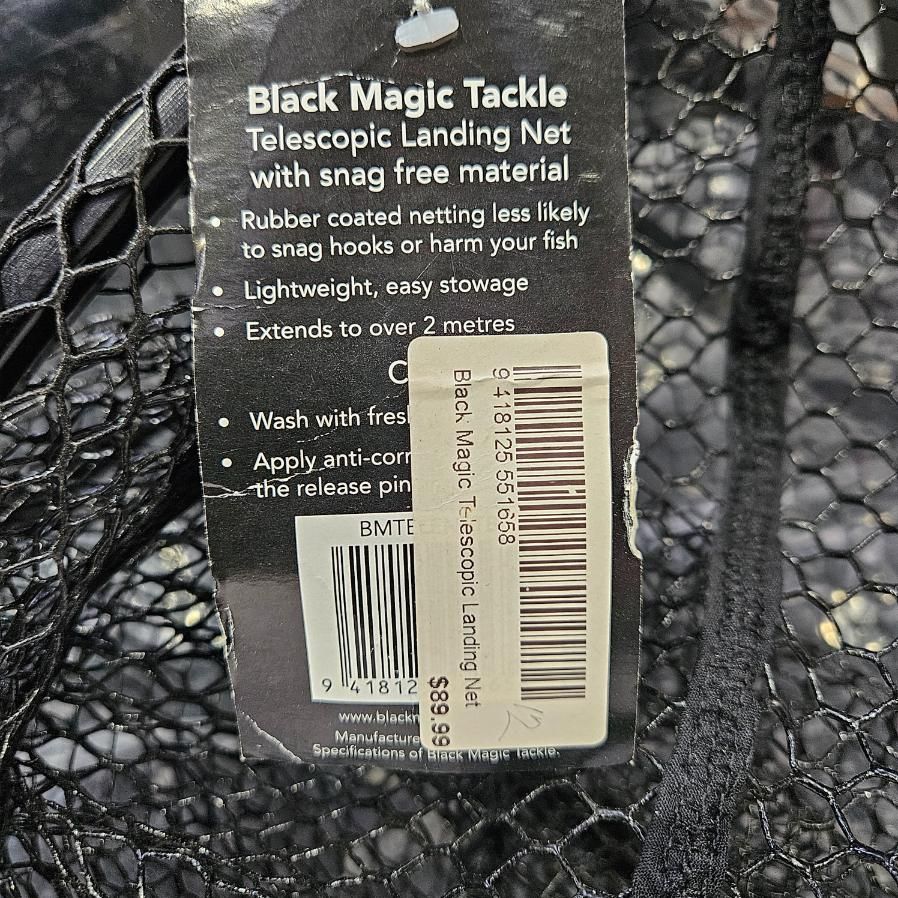 Black Magic Tackle
Telescopic Landing Net
with snag free material
• Rubber coated netting less likely
to snag hooks or harm your fish
• Lightweight, easy stowage
• Extends to over 2 metres
C
• Wash with fresh
• Apply anti-corr
the release pin
BMTE
9 41812
www.blackm
Manufacture
Specifications of Black Magic Tackle.
9 418125 551658
Black Magic Telescopic Landing Net
$89.99